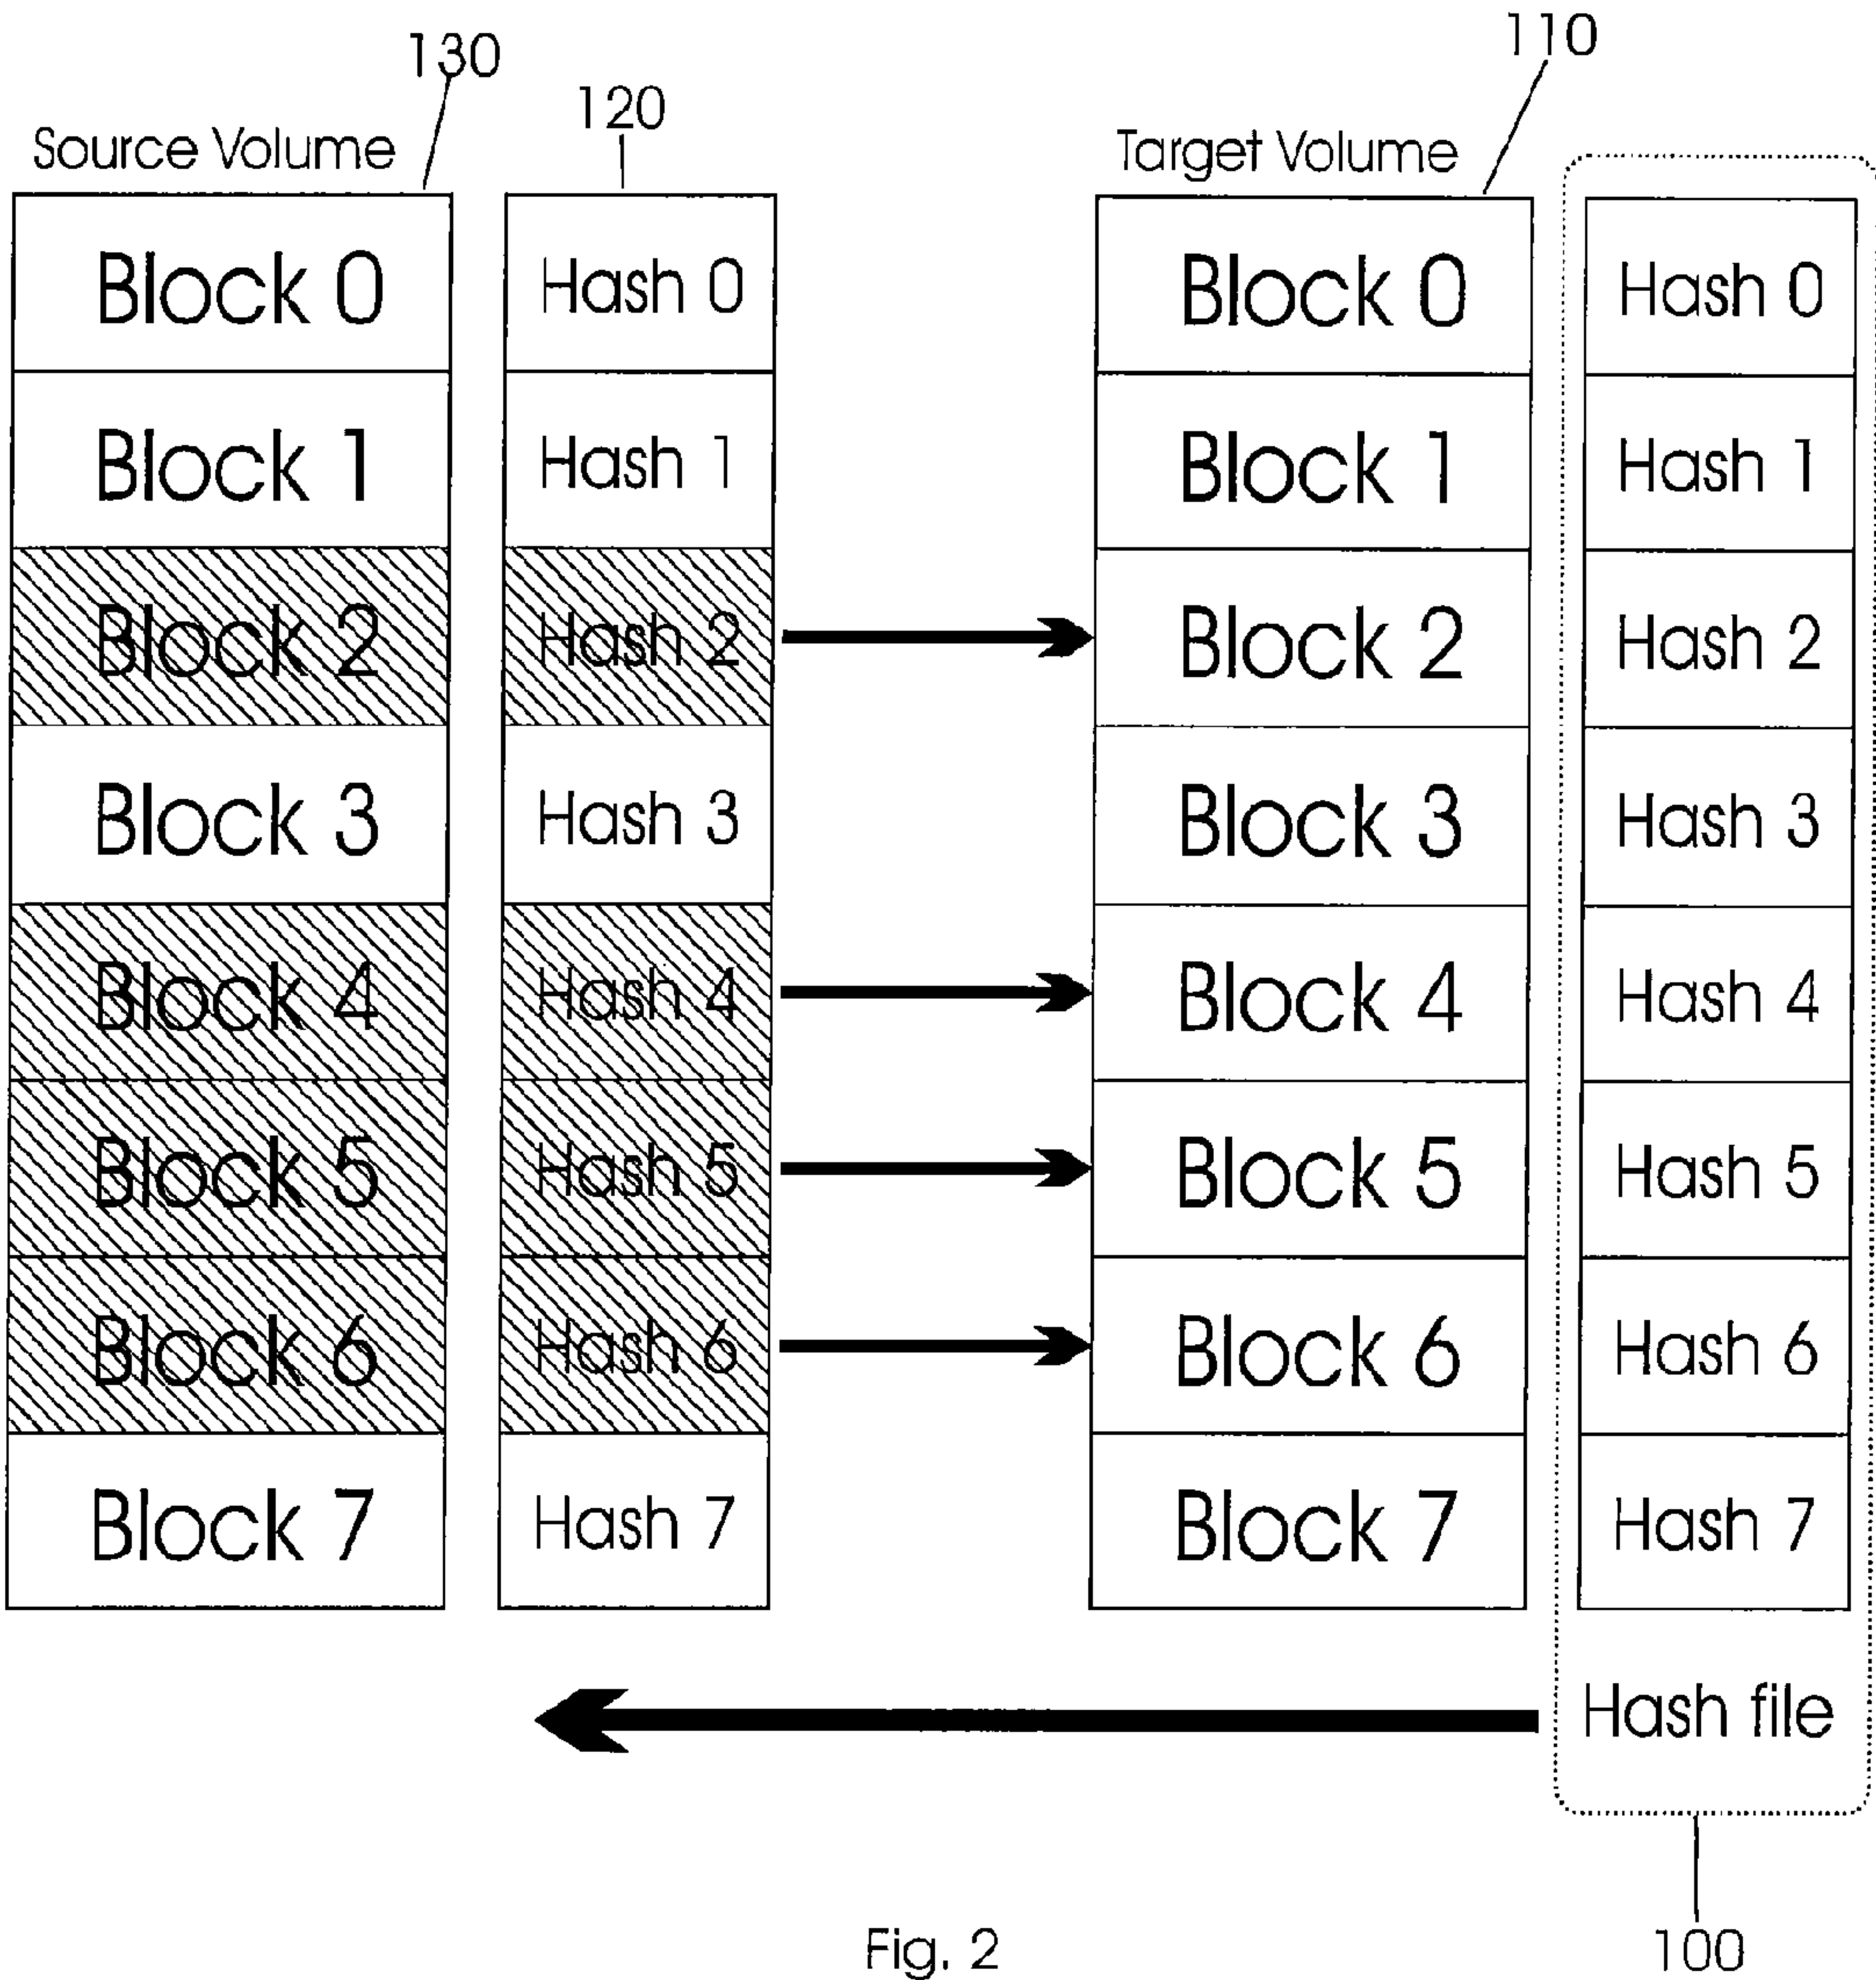 130
110
120
Source Volume
Target Volume
Block 0 Hash 0 Block 0 Hash 0
Block 1 Hash 1 Block 1 Hash 1
Block 2 Hash 2 Block 2 Hash 2
Block 3 Hash 3 Block 3 Hash 3
Block 4 Hash 4 Block 4 Hash 4
Block 5 Hash 5 Block 5 Hash 5
Block 6 Hash 6 Block 6 Hash 6
Block 7 Hash 7 Block 7 Hash 7
Hash file
100
Fig. 2